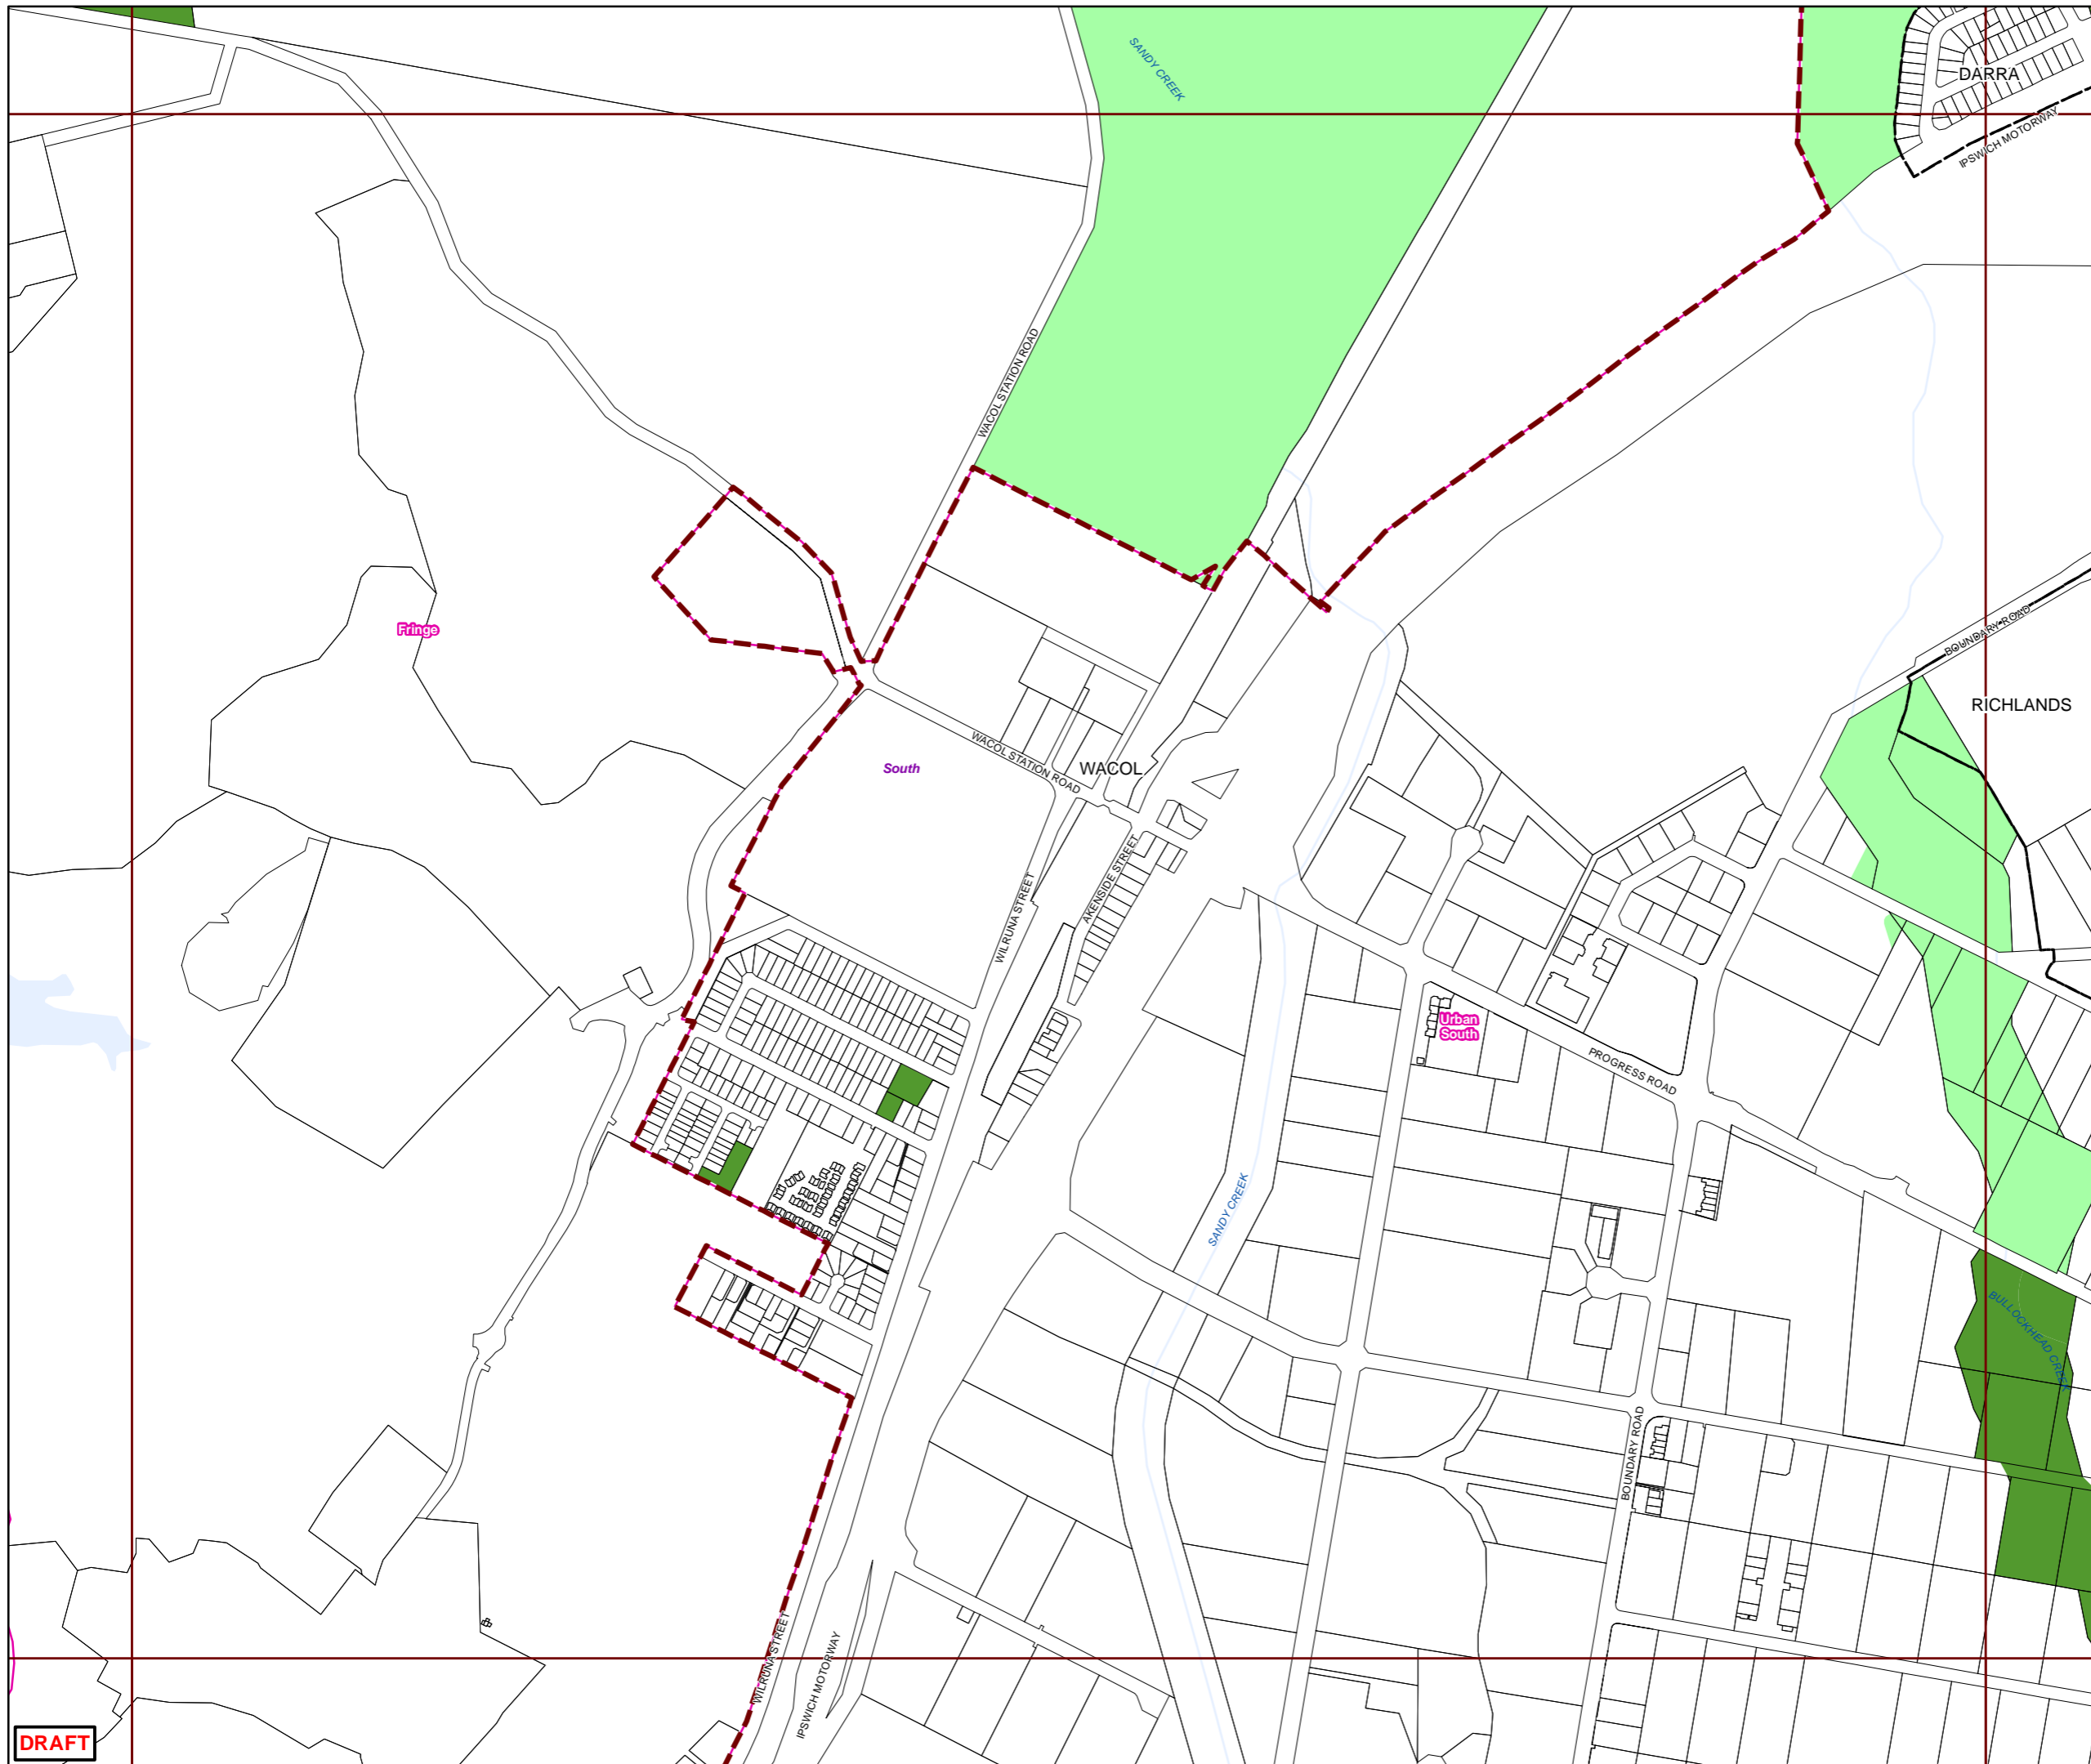 SANDY CREEK
DARRA
IPSWICH MOTORWAY
WACOL STATION ROAD
Fringe
BOUNDARY ROAD
RICHLANDS
South
WACOL STATION ROAD
WACOL
AKENSIDE STREET
WILRUNA STREET
Urban
South
PROGRESS ROAD
SANDY CREEK
BULLOCKHEAD CREEK
BOUNDARY ROAD
WILRUNA STREET
IPSWICH MOTORWAY
DRAFT